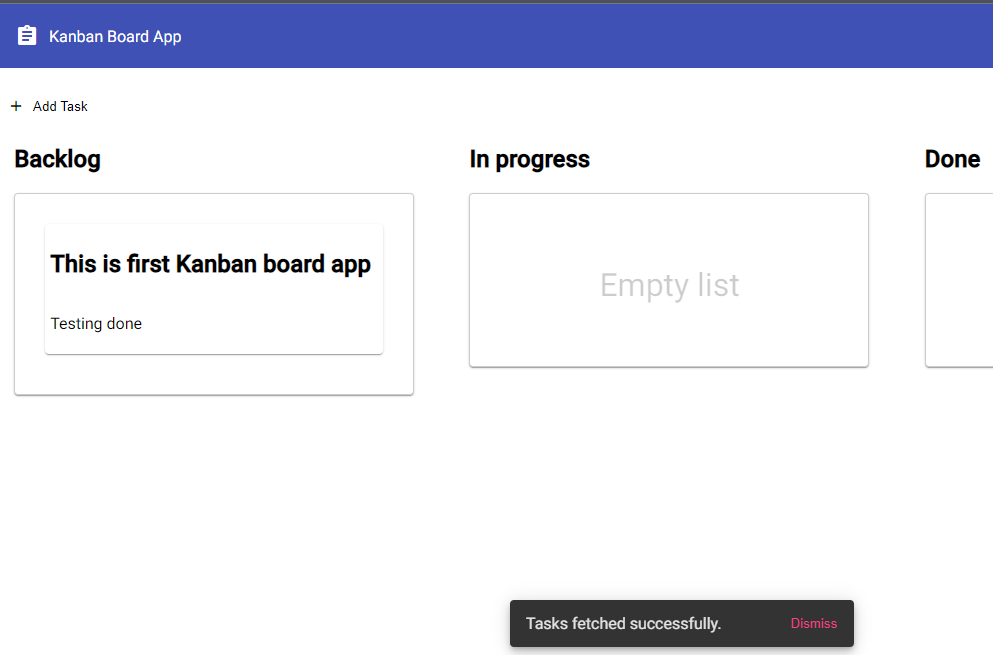 Kanban Board App
Add Task
Backlog
In progress
Done
This is first Kanban board app
Testing done
Empty list
Tasks fetched successfully.
Dismiss